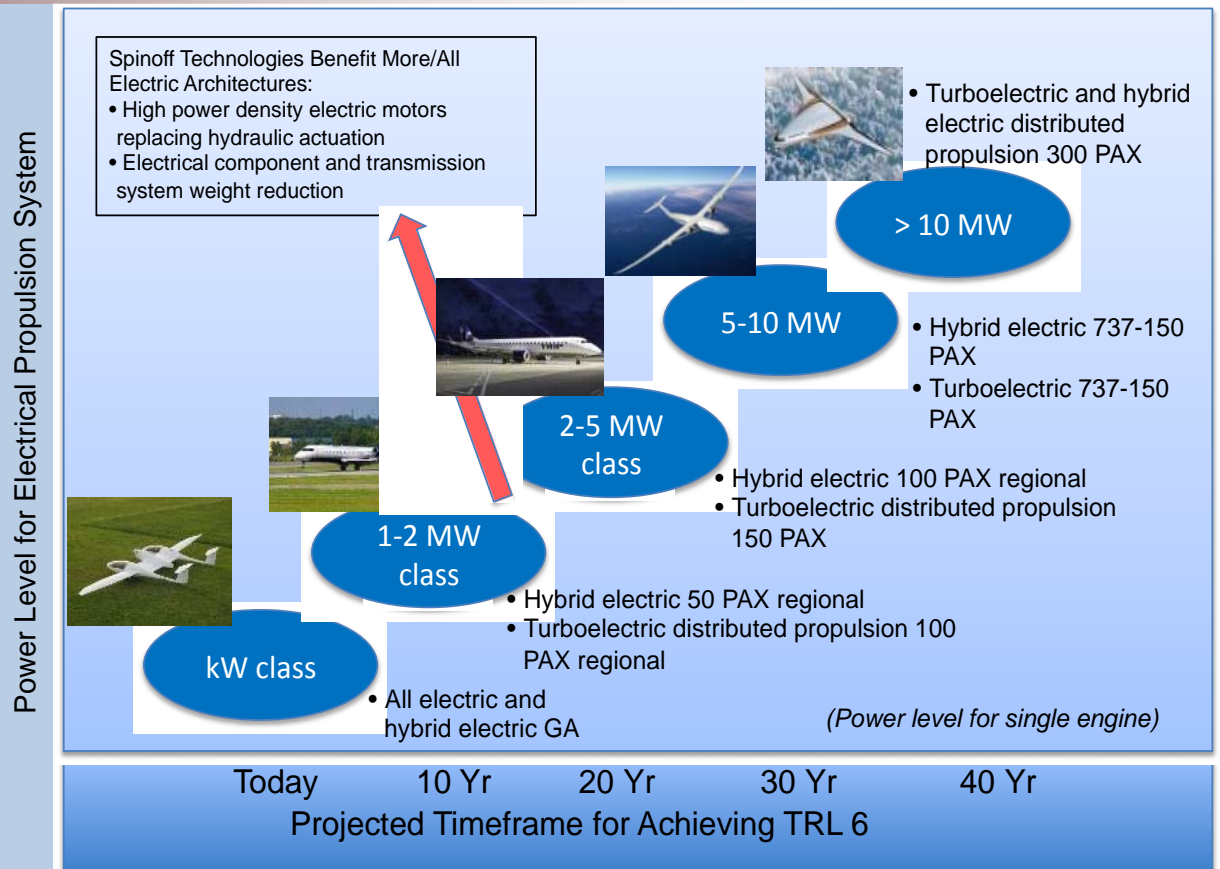 Power Level for Electrical Propulsion System
Spinoff Technologies Benefit More/All
Electric Architectures:
• High power density electric motors
replacing hydraulic actuation
• Electrical component and transmission
system weight reduction
• Turboelectric and hybrid
electric distributed
propulsion 300 PAX
> 10 MW
5-10 MW
• Hybrid electric 737-150
PAX
• Turboelectric 737-150
PAX
2-5 MW
class
• Hybrid electric 100 PAX regional
• Turboelectric distributed propulsion
150 PAX
1-2 MW
class
• Hybrid electric 50 PAX regional
• Turboelectric distributed propulsion 100
PAX regional
kW class
• All electric and
hybrid electric GA
(Power level for single engine)
Today 10 Yr 20 Yr 30 Yr 40 Yr
Projected Timeframe for Achieving TRL 6